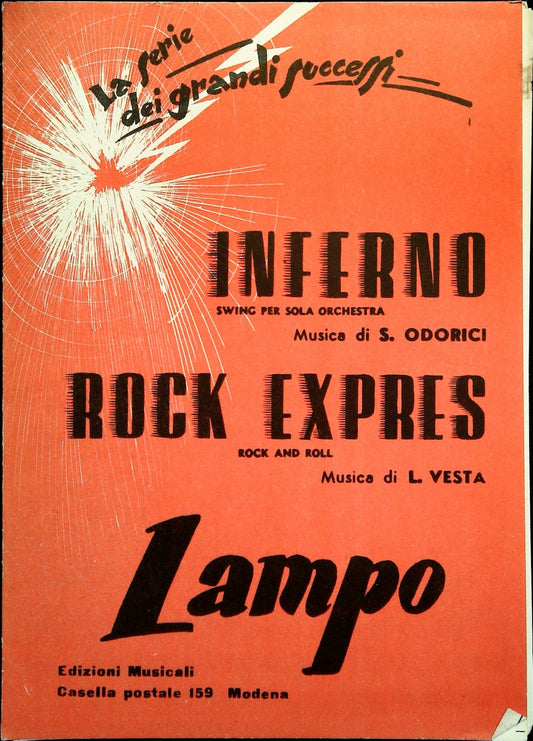 La serie
dei grandi successi
INFERNO
SWING PER SOLA ORCHESTRA
Musica di S. ODORICI
ROCK EXPRES
ROCK AND ROLL
Musica di L. VESTA
Lampo
Edizioni Musicali
Casella postale 159 Modena